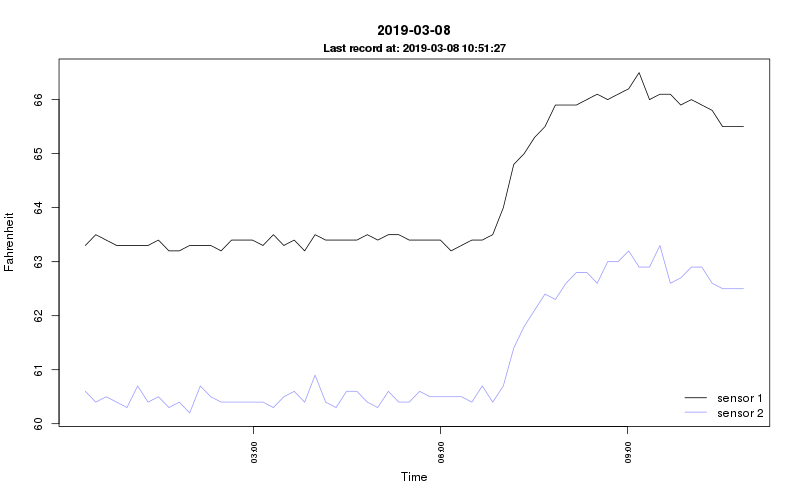 2019-03-08
Last record at: 2019-03-08 10:51:27
Fahrenheit
66
65
64
63
62
61
60
sensor 1
sensor 2
03:00
06:00
09:00
Time